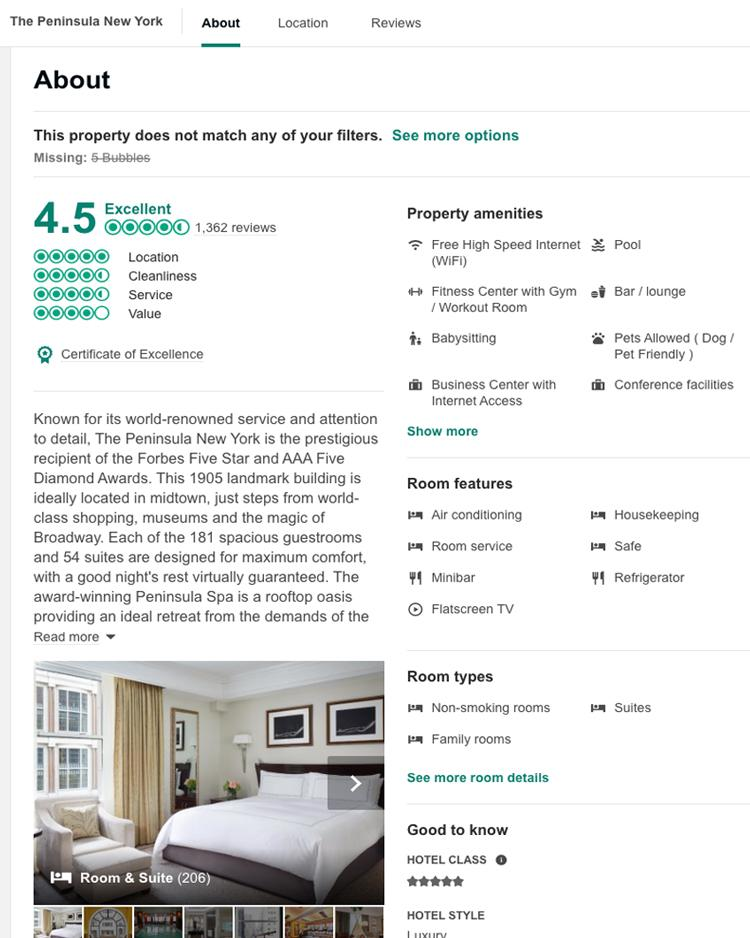 The Peninsula New York
About
Location
Reviews
About
This property does not match any of your filters. See more options
Missing: 5 Bubbles
4.5
Excellent
1,362 reviews
Location
Cleanliness
Service
Value
Certificate of Excellence
Known for its world-renowned service and attention
to detail, The Peninsula New York is the prestigious
recipient of the Forbes Five Star and AAA Five
Diamond Awards. This 1905 landmark building is
ideally located in midtown, just steps from world-
class shopping, museums and the magic of
Broadway. Each of the 181 spacious guestrooms
and 54 suites are designed for maximum comfort,
with a good night's rest virtually guaranteed. The
award-winning Peninsula Spa is a rooftop oasis
providing an ideal retreat from the demands of the
Read more
Room & Suite (206)
Property amenities
Free High Speed Internet
(WiFi)
Pool
Fitness Center with Gym
/ Workout Room
Bar / lounge
Babysitting
Pets Allowed ( Dog /
Pet Friendly )
Business Center with
Internet Access
Conference facilities
Show more
Room features
Air conditioning
Housekeeping
Room service
Safe
Minibar
Refrigerator
Flatscreen TV
Room types
Non-smoking rooms
Suites
Family rooms
See more room details
Good to know
HOTEL CLASS
HOTEL STYLE
Luxury